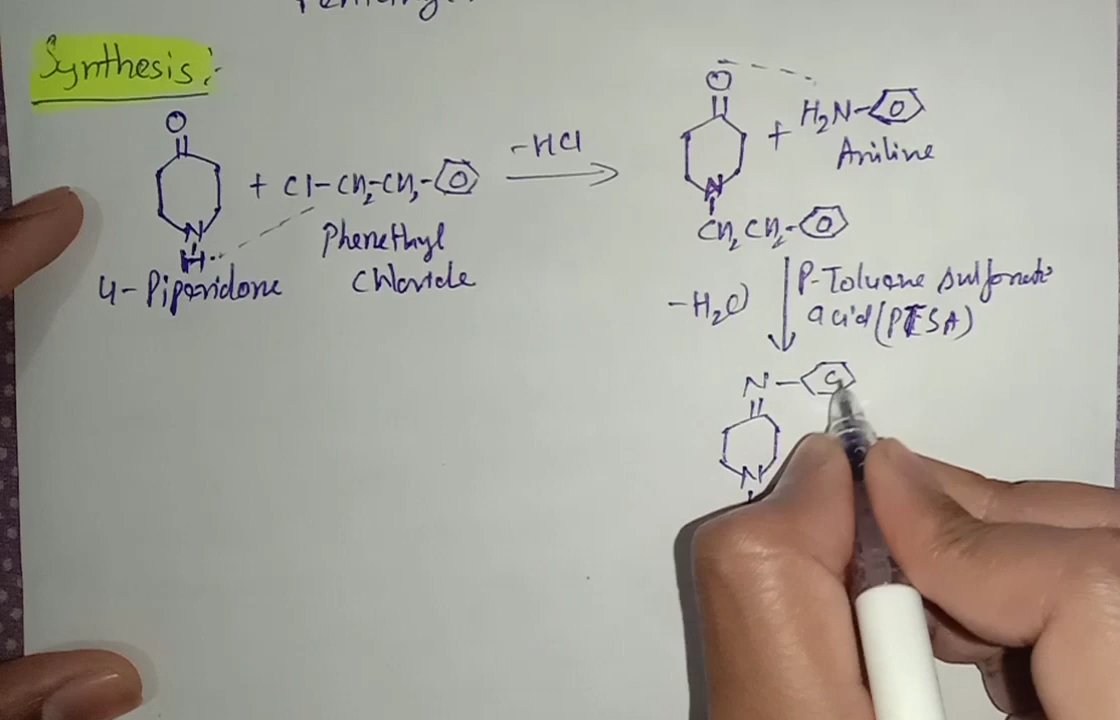 Synthesis:
O
+ Cl-CH2-CH2-
N
H
4-Piperidone
Phenethyl
Chloride
-HCl
O
+ H2N-
Aniline
N
CH2CH2-
-H2O
P-Toluene sulfonate
acid (PTSA)
N-
N